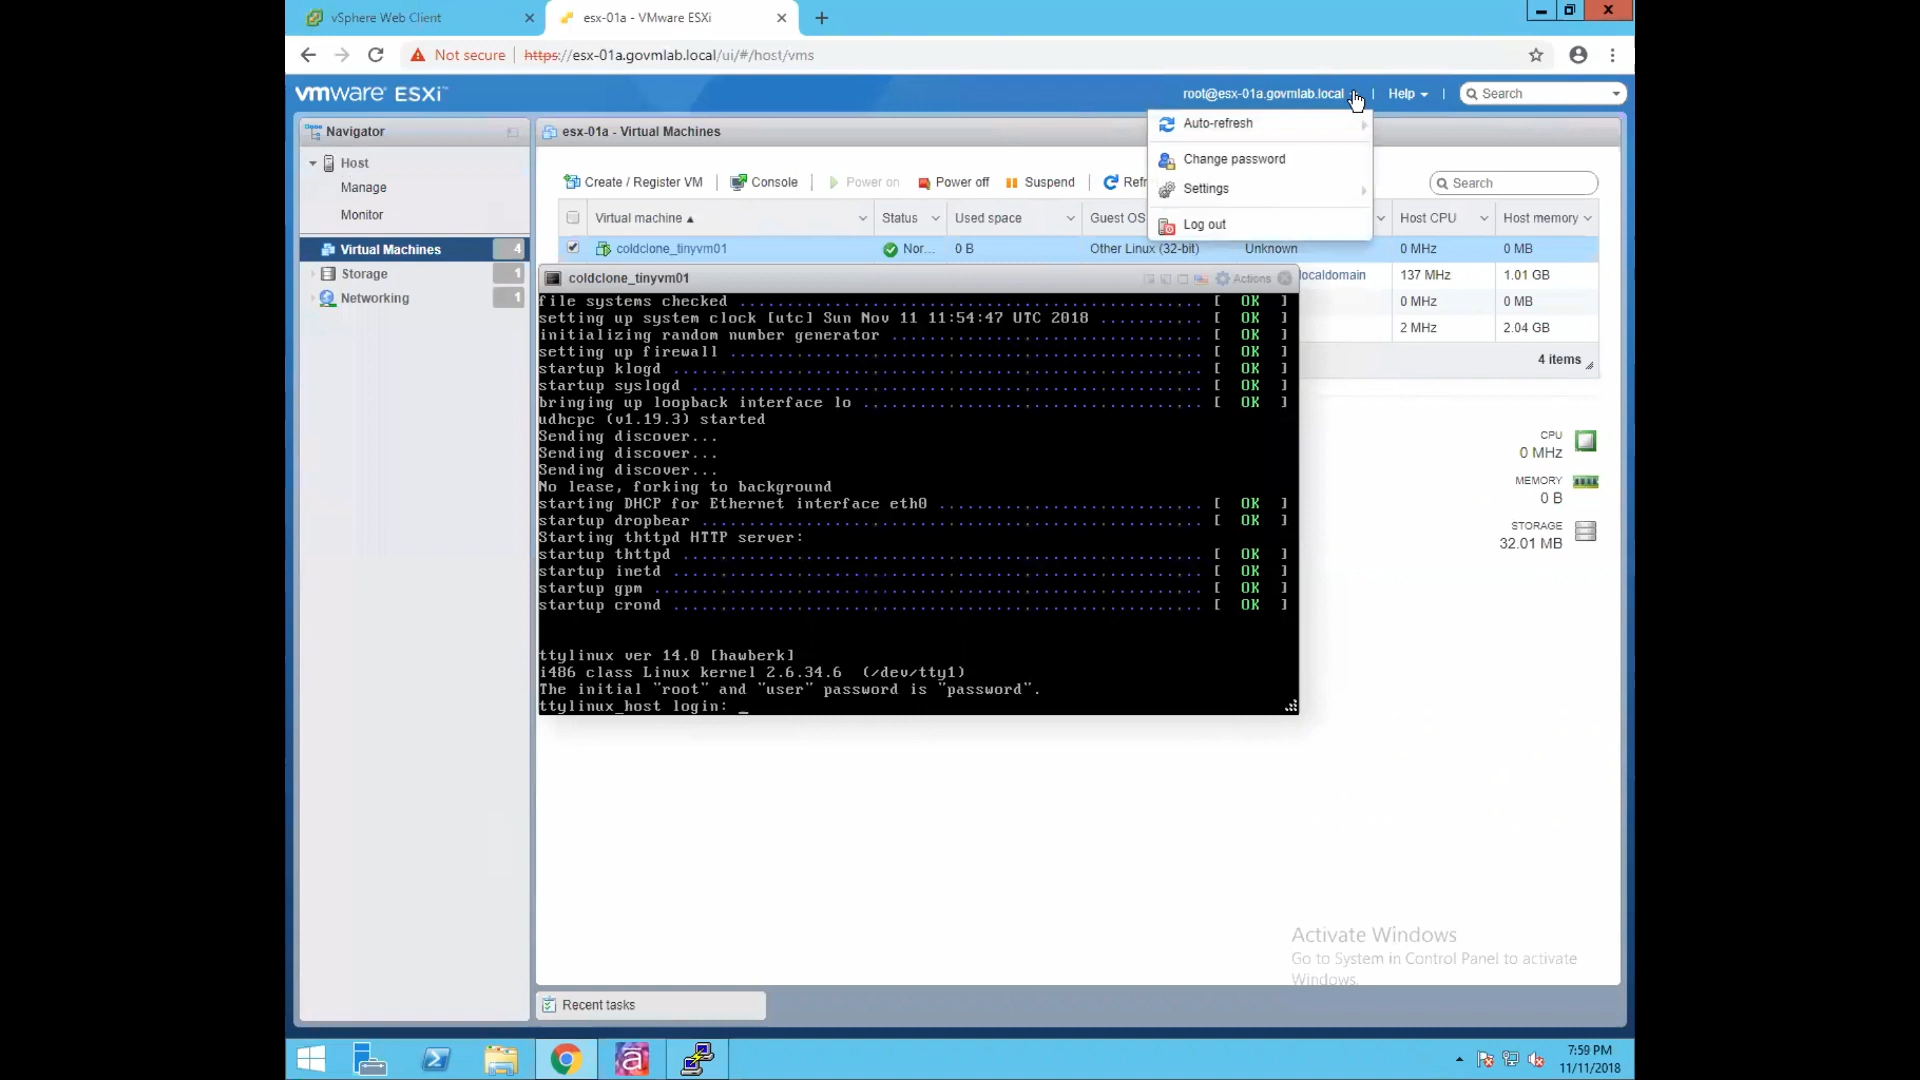 vSphere Web Client
esx-01a - VMware ESXi
Not secure
https://esx-01a.govmlab.local/ui/#/host/vms
vmware ESXi
root@esx-01a.govmlab.local
Help
Search
Navigator
Host
Manage
Monitor
Virtual Machines 4
Storage 1
Networking 1
esx-01a - Virtual Machines
Auto-refresh
Change password
Settings
Log out
Create / Register VM
Console
Power on
Power off
Suspend
Search
Virtual machine
Status
Used space
Guest OS
Host CPU
Host memory
coldclone_tinyvm01 Nor... 0 B Other Linux (32-bit) Unknown 0 MHz 0 MB
137 MHz 1.01 GB
0 MHz 0 MB
2 MHz 2.04 GB
4 items
coldclone_tinyvm01
Actions
file systems checked .......... [ OK ]
setting up system clock [utc] Sun Nov 11 11:54:47 UTC 2018 .......... [ OK ]
initializing random number generator .......... [ OK ]
setting up firewall .......... [ OK ]
startup klogd .......... [ OK ]
startup syslogd .......... [ OK ]
bringing up loopback interface lo .......... [ OK ]
udhcpc (v1.19.3) started
Sending discover...
Sending discover...
Sending discover...
No lease, forking to background
starting DHCP for Ethernet interface eth0 .......... [ OK ]
startup dropbear .......... [ OK ]
Starting thttpd HTTP server:
startup thttpd .......... [ OK ]
startup inetd .......... [ OK ]
startup gpm .......... [ OK ]
startup crond .......... [ OK ]
ttylinux ver 14.0 [hawberk]
i486 class Linux kernel 2.6.34.6 (/dev/tty1)
The initial "root" and "user" password is "password".
ttylinux_host login: _
CPU
0 MHz
MEMORY
0 B
STORAGE
32.01 MB
Activate Windows
Go to System in Control Panel to activate
Windows.
Recent tasks
7:59 PM
11/11/2018